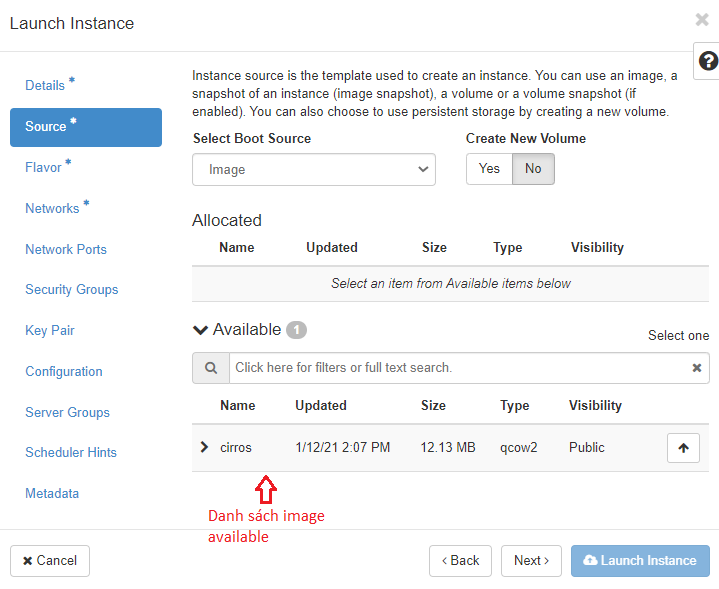 Launch Instance
×
?
Details *
Source *
Flavor *
Networks *
Network Ports
Security Groups
Key Pair
Configuration
Server Groups
Scheduler Hints
Metadata
Instance source is the template used to create an instance. You can use an image, a
snapshot of an instance (image snapshot), a volume or a volume snapshot (if
enabled). You can also choose to use persistent storage by creating a new volume.
Select Boot Source Create New Volume
Image Yes No
Allocated
Name Updated Size Type Visibility
Select an item from Available items below
Available 1
Select one
Click here for filters or full text search. ×
Name Updated Size Type Visibility
cirros 1/12/21 2:07 PM 12.13 MB qcow2 Public
Danh sách image
available
× Cancel ‹ Back Next › Launch Instance